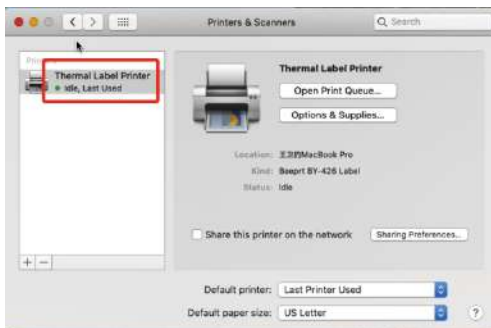 Printers & Scanners
Search
Thermal Label Printer
Idle, Last Used
Thermal Label Printer
Open Print Queue...
Options & Supplies...
Location: MacBook Pro
Kind: Beeprt BY-426 Label
Status: Idle
Share this printer on the network
Sharing Preferences...
+ −
Default printer: Last Printer Used
Default paper size: US Letter
?